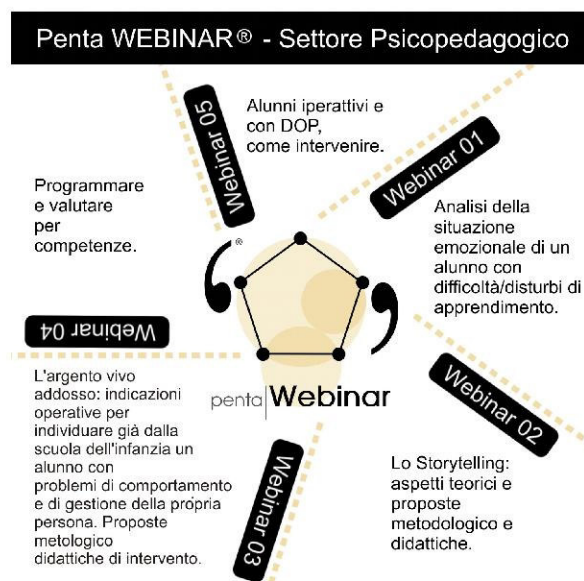 Penta WEBINAR® - Settore Psicopedagogico
Alunni iperattivi e
con DOP,
come intervenire.
Webinar 01
Analisi della
situazione
emozionale di un
alunno con
difficoltà/disturbi di
apprendimento.
Webinar 02
Lo Storytelling:
aspetti teorici e
proposte
metodologico e
didattiche.
Webinar 03
L'argento vivo
addosso: indicazioni
operative per
individuare già dalla
scuola dell'infanzia un
alunno con
problemi di comportamento
e di gestione della propria
persona. Proposte
metologico
didattiche di intervento.
Webinar 04
Programmare
e valutare
per
competenze.
Webinar 05
®
penta|Webinar